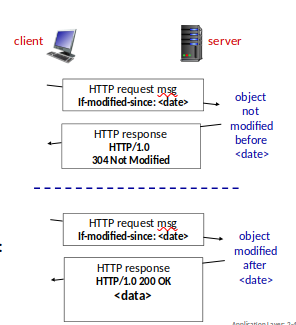 client
server
HTTP request msg
If-modified-since: <date>
object
not
modified
before
<date>
HTTP response
HTTP/1.0
304 Not Modified
HTTP request msg
If-modified-since: <date>
object
modified
after
<date>
:
HTTP response
HTTP/1.0 200 OK
<data>